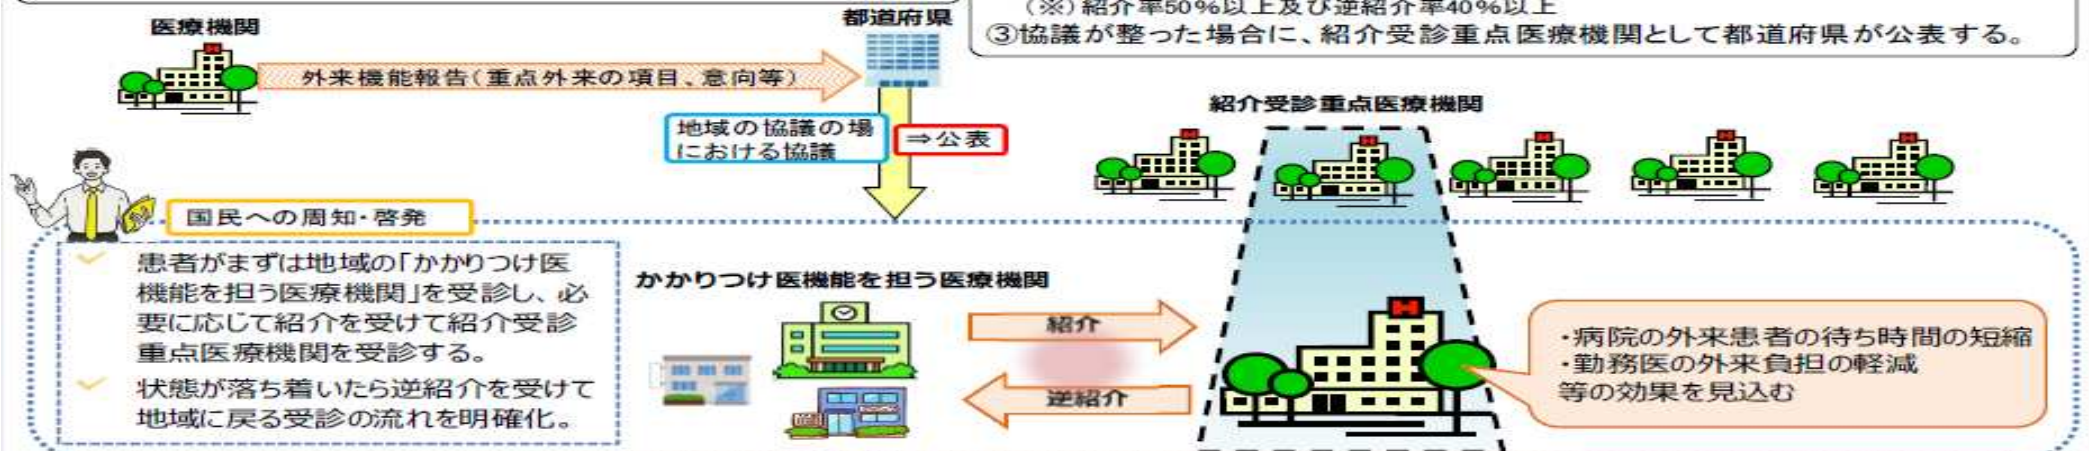 (※)紹介率50%以上及び逆紹介率40%以上
③協議が整った場合に、紹介受診重点医療機関として都道府県が公表する。
医療機関
都道府県
外来機能報告(重点外来の項目、意向等)
地域の協議の場
における協議
⇒公表
紹介受診重点医療機関
国民への周知・啓発
患者がまずは地域の「かかりつけ医
機能を担う医療機関」を受診し、必
要に応じて紹介を受けて紹介受診
重点医療機関を受診する。
状態が落ち着いたら逆紹介を受けて
地域に戻る受診の流れを明確化。
かかりつけ医機能を担う医療機関
紹介
逆紹介
・病院の外来患者の待ち時間の短縮
・勤務医の外来負担の軽減
等の効果を見込む